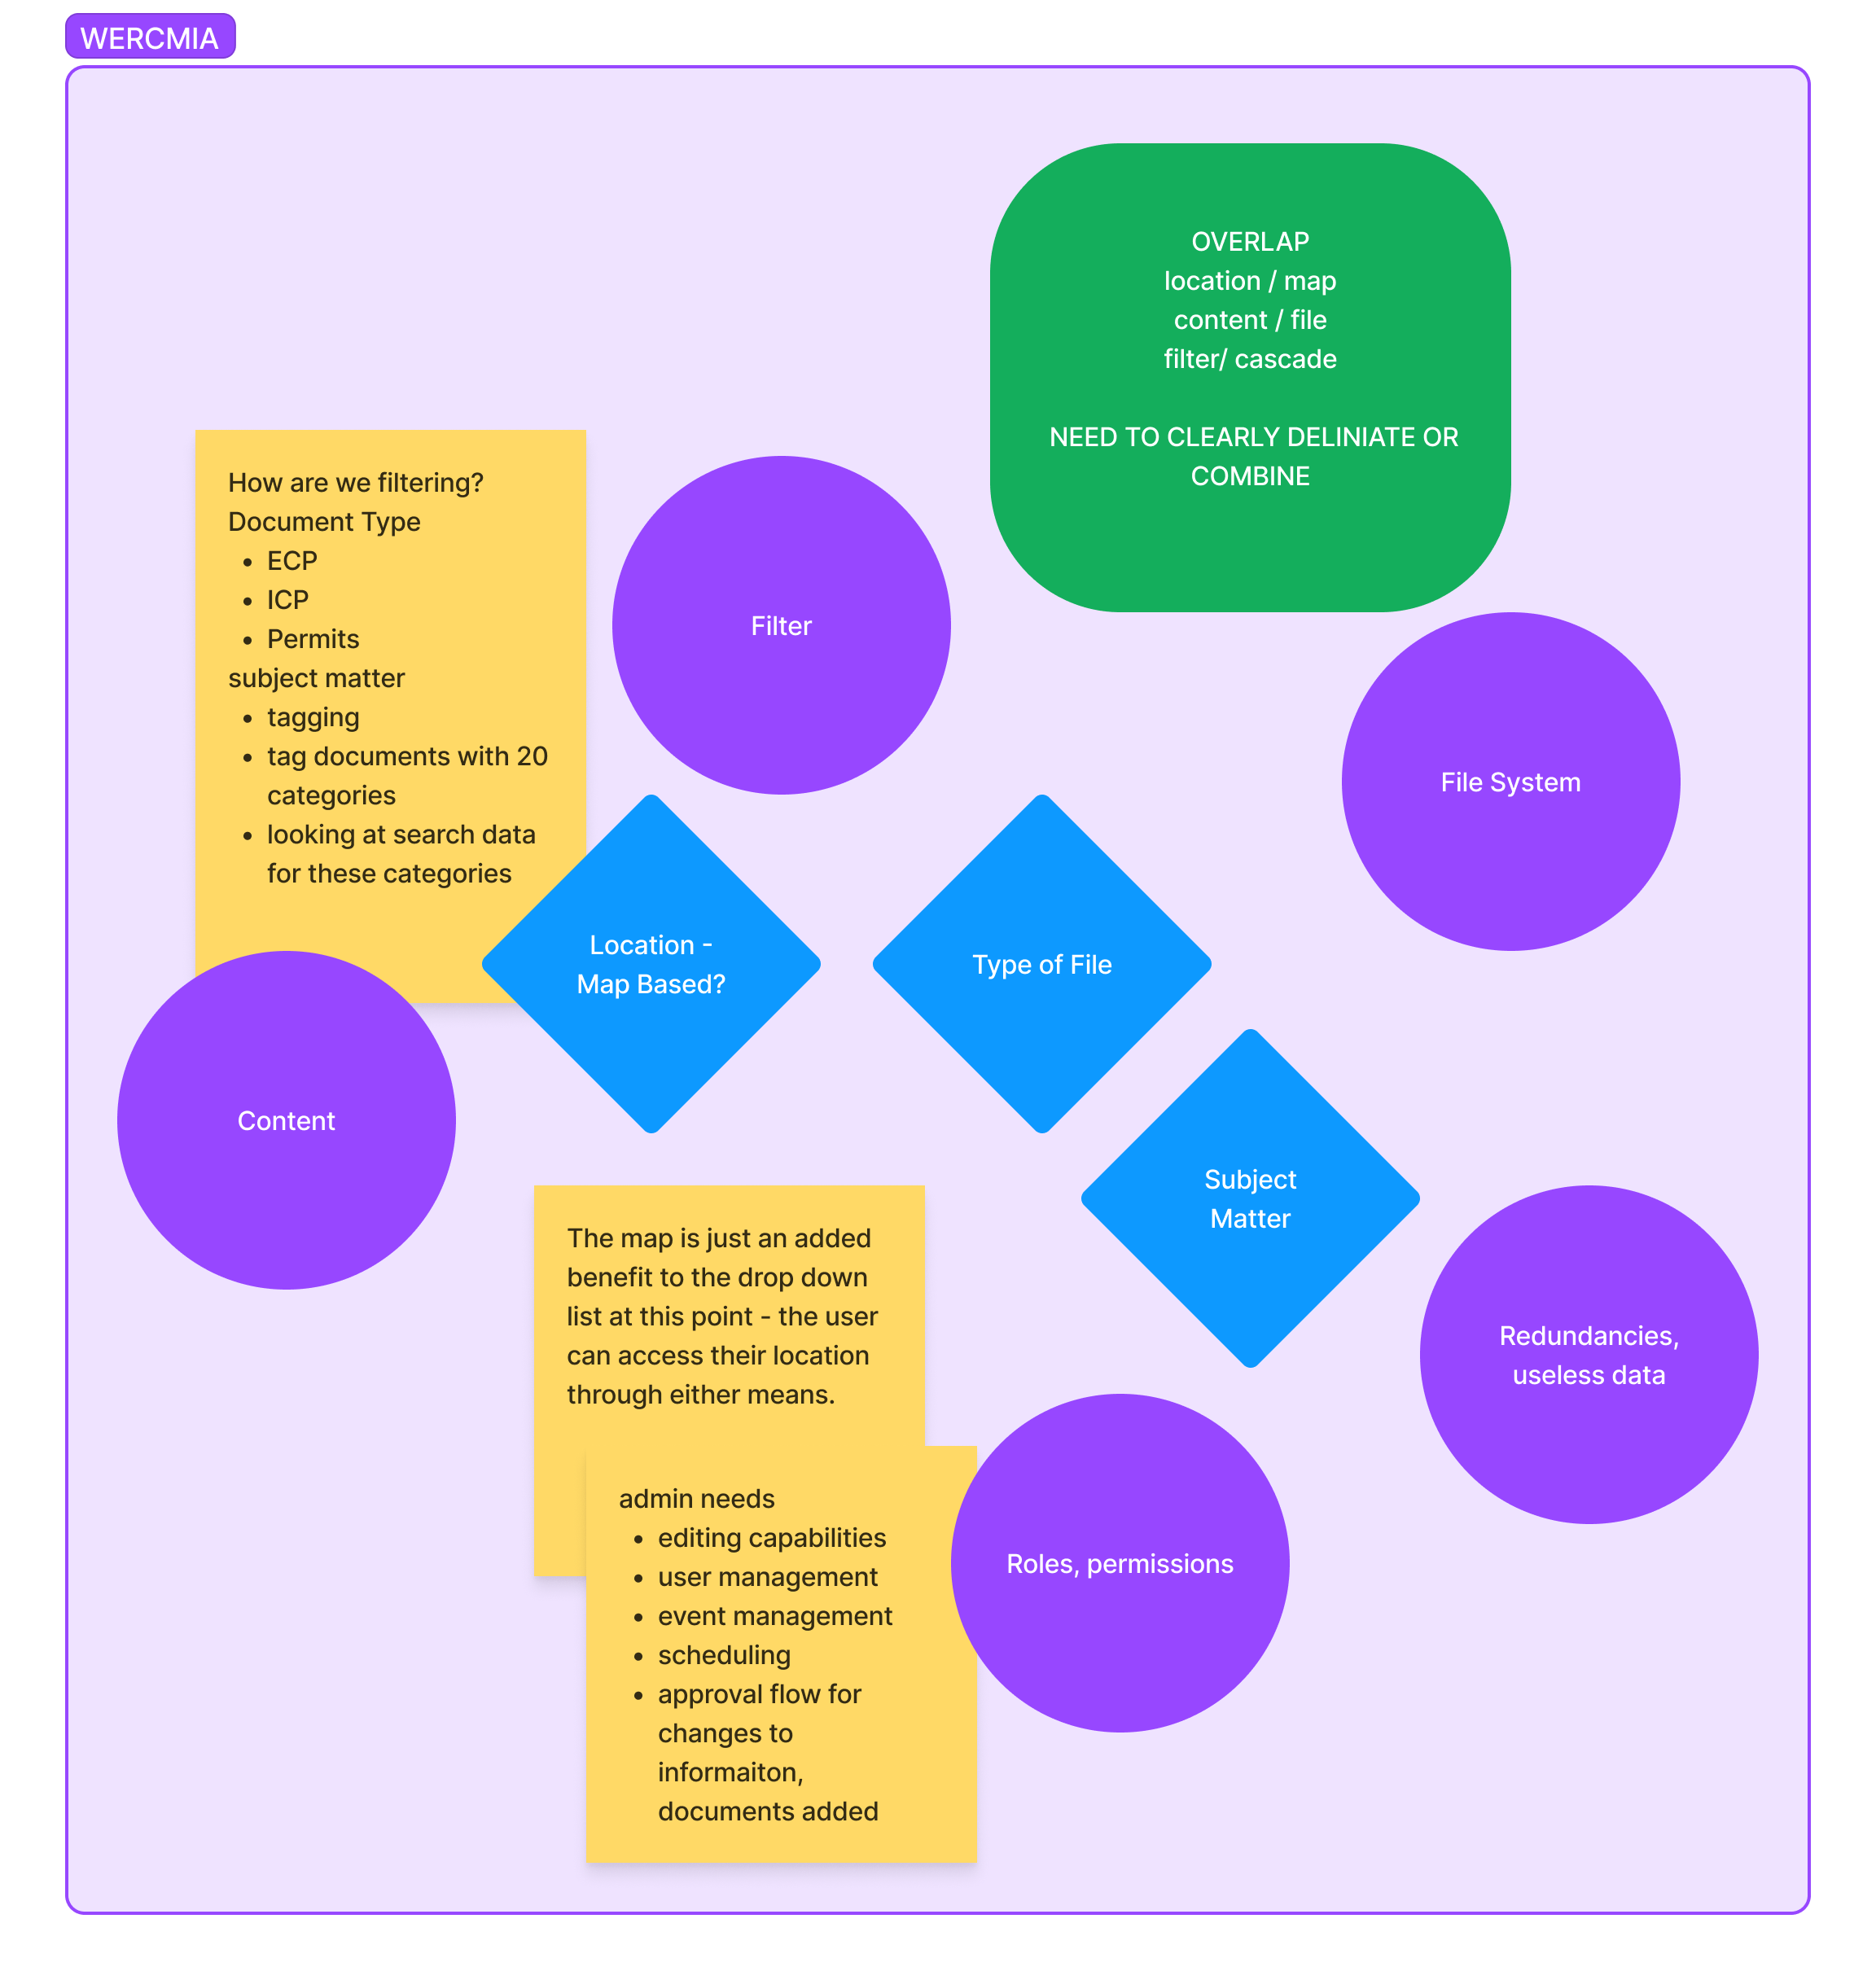 WERCMIA
OVERLAP
location / map
content / file
filter/ cascade
NEED TO CLEARLY DELINIATE OR
COMBINE
How are we filtering?
Document Type
• ECP
• ICP
• Permits
subject matter
• tagging
• tag documents with 20
categories
• looking at search data
for these categories
Filter
File System
Location -
Map Based?
Type of File
Content
Subject
Matter
The map is just an added
benefit to the drop down
list at this point - the user
can access their location
through either means.
Redundancies,
useless data
admin needs
• editing capabilities
• user management
• event management
• scheduling
• approval flow for
changes to
informaiton,
documents added
Roles, permissions